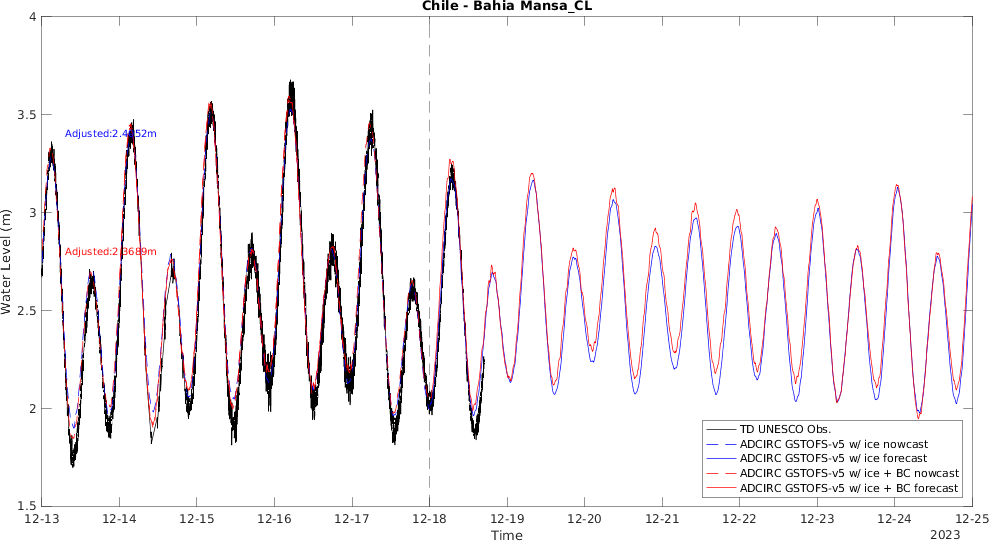 Chile - Bahia Mansa_CL
4
3.5
3
2.5
2
1.5
Water Level (m)
Adjusted:2.4152m
Adjusted:2.3689m
TD UNESCO Obs.
ADCIRC GSTOFS-v5 w/ ice nowcast
ADCIRC GSTOFS-v5 w/ ice forecast
ADCIRC GSTOFS-v5 w/ ice + BC nowcast
ADCIRC GSTOFS-v5 w/ ice + BC forecast
12-13 12-14 12-15 12-16 12-17 12-18 12-19 12-20 12-21 12-22 12-23 12-24 12-25
Time
2023